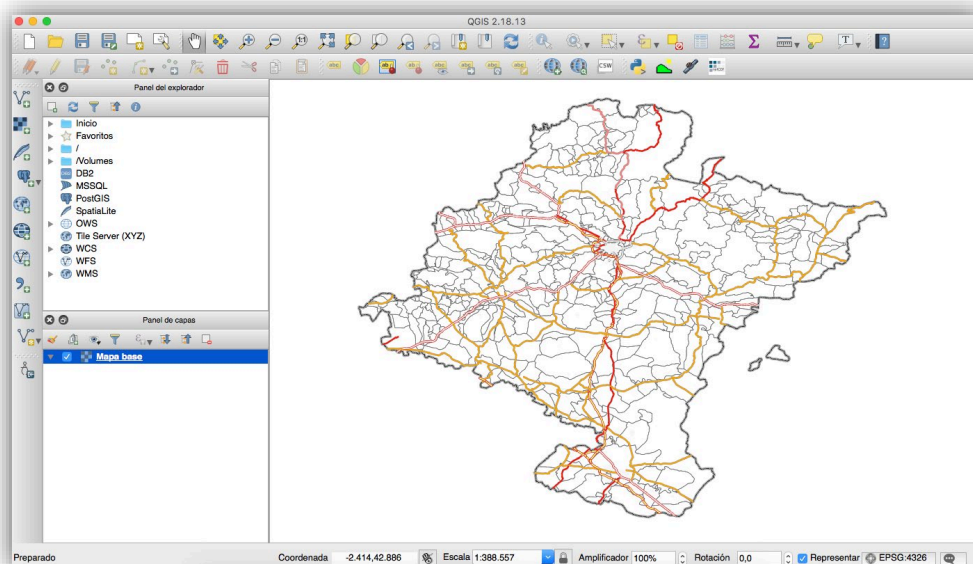 QGIS 2.18.13
CSW
Panel del explorador
Inicio
Favoritos
/
/Volumes
DB2
MSSQL
PostGIS
SpatiaLite
OWS
Tile Server (XYZ)
WCS
WFS
WMS
Panel de capas
Mapa base
Preparado
Coordenada -2.414,42.886 Escala 1:388.557 Amplificador 100% Rotación 0,0 Representar EPSG:4326